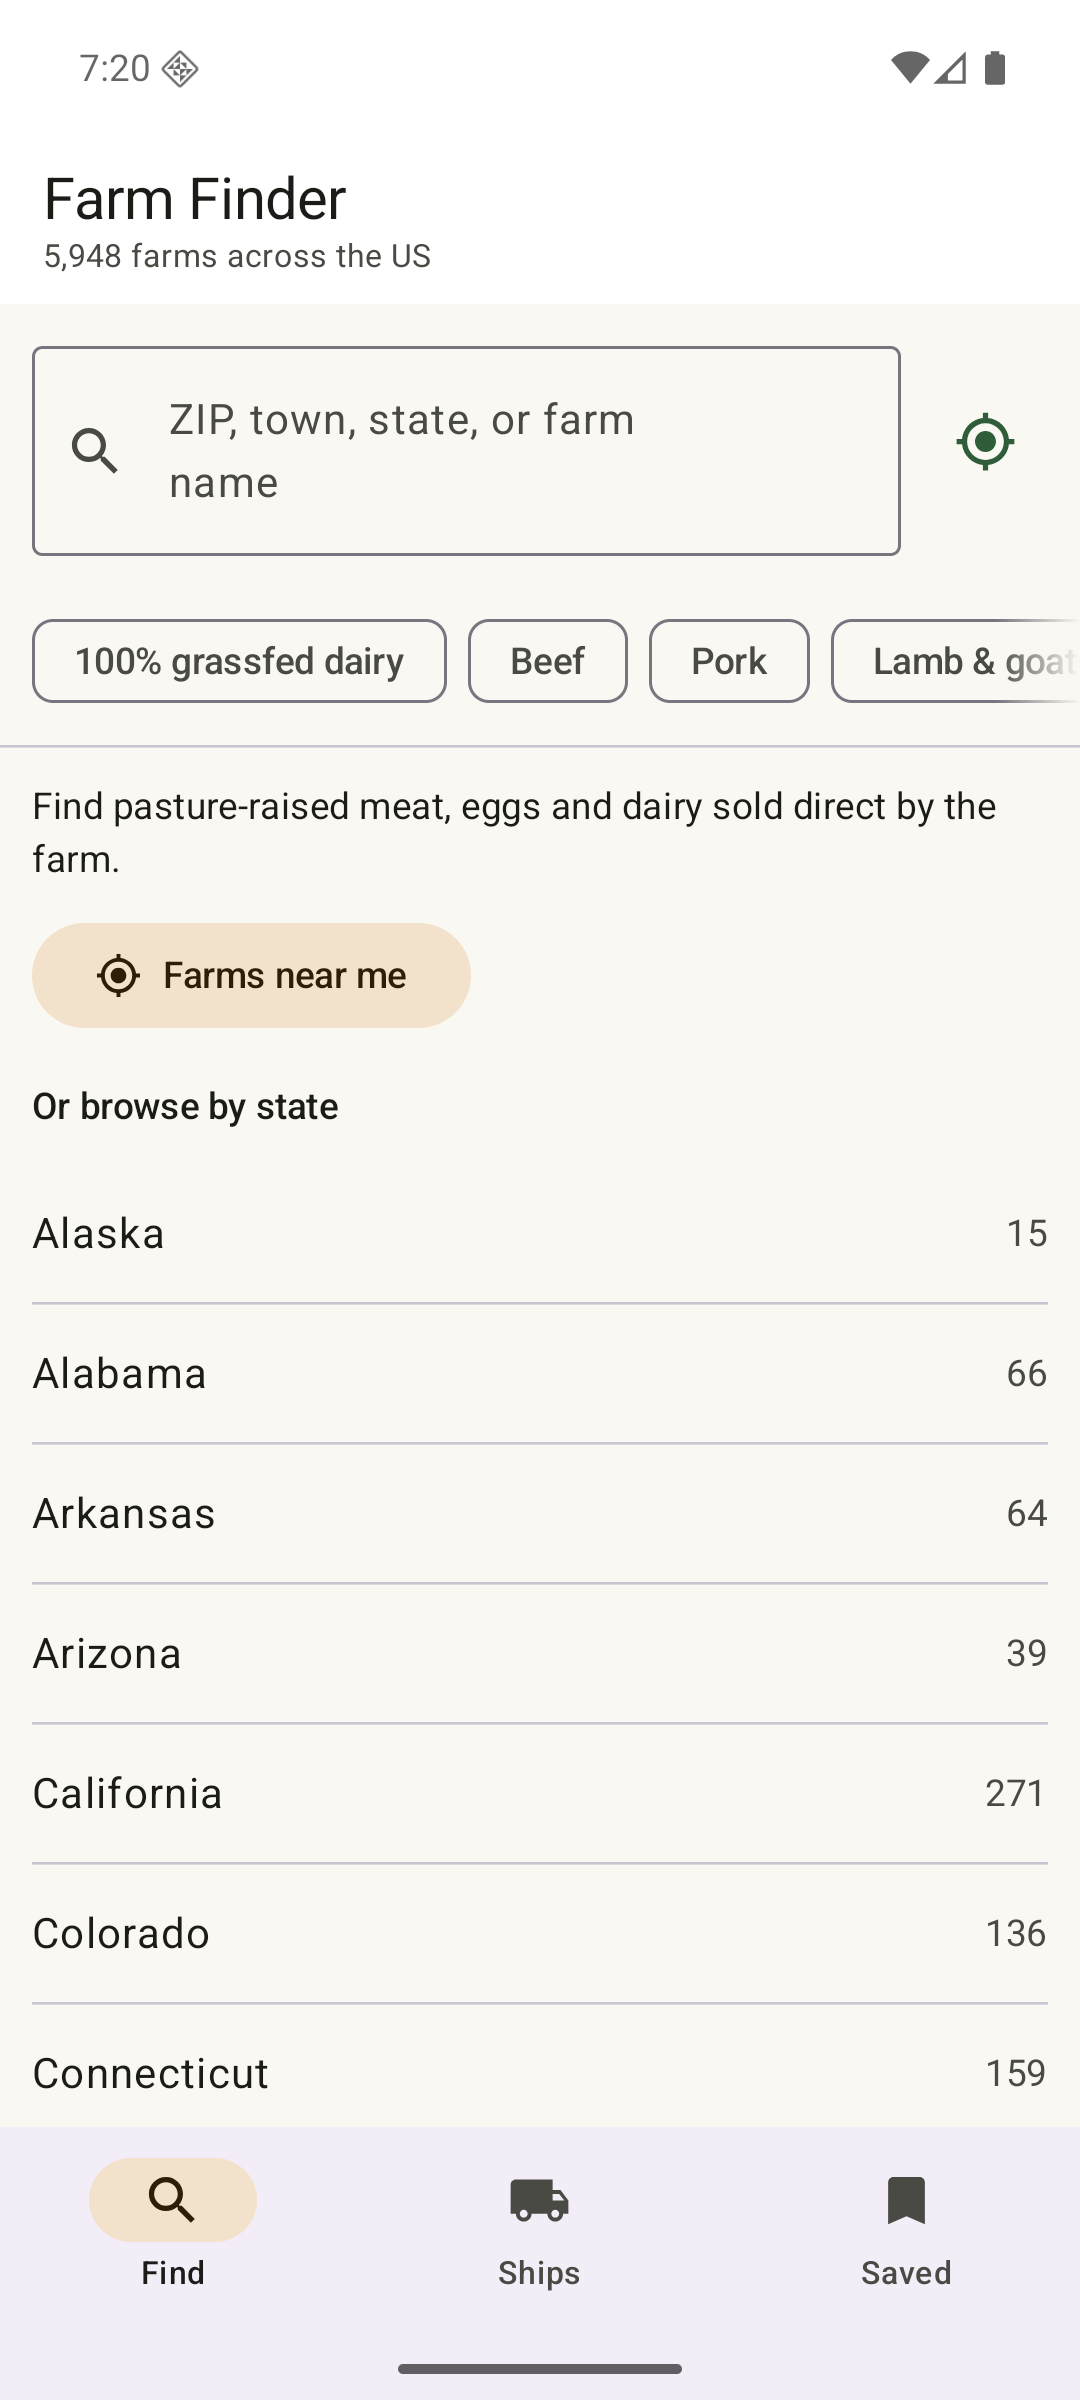 7:20
Farm Finder
5,948 farms across the US
ZIP, town, state, or farm
name
100% grassfed dairy
Beef
Pork
Lamb & goat
Find pasture-raised meat, eggs and dairy sold direct by the
farm.
Farms near me
Or browse by state
Alaska 15
Alabama 66
Arkansas 64
Arizona 39
California 271
Colorado 136
Connecticut 159
Find
Ships
Saved